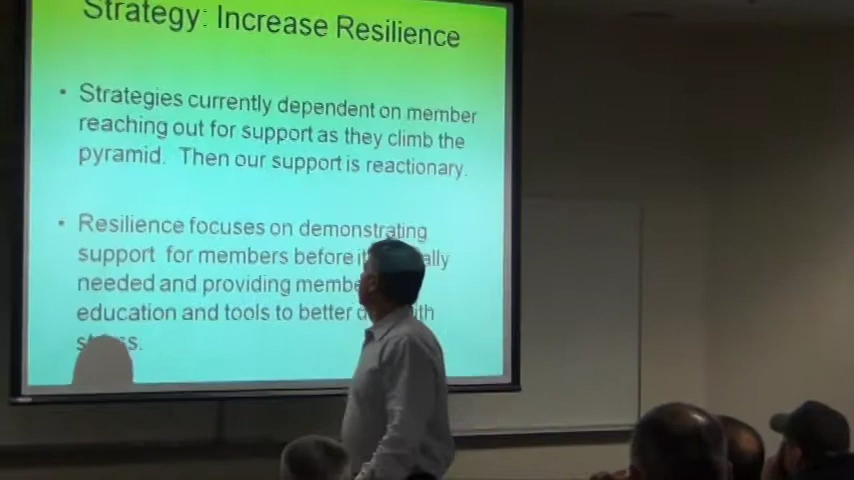 Strategy: Increase Resilience
• Strategies currently dependent on member
reaching out for support as they climb the
pyramid. Then our support is reactionary.
• Resilience focuses on demonstrating
support for members before it
needed and providing
education and tools to better